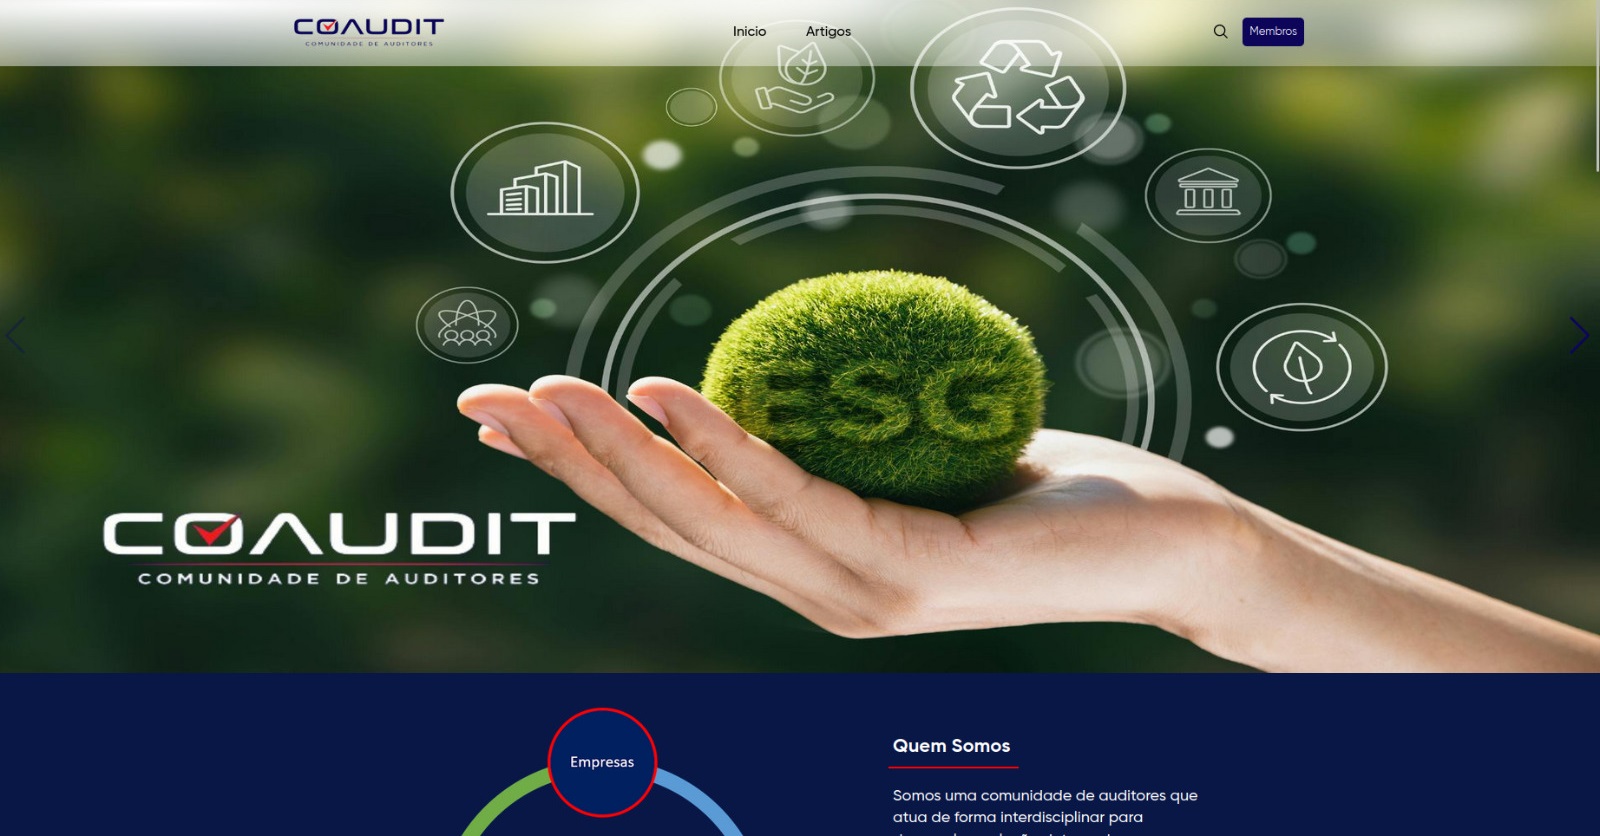 COAUDIT
COMUNIDADE DE AUDITORES
Inicio
Artigos
Membros
ESG
COAUDIT
COMUNIDADE DE AUDITORES
Empresas
Quem Somos
Somos uma comunidade de auditores que
atua de forma interdisciplinar para